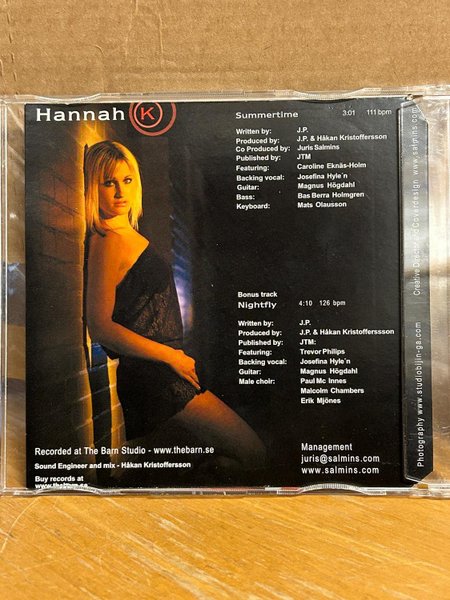 Hannah K
Summertime 3:01 111 bpm
Written by: J.P.
Produced by: J.P. & Håkan Kristoffersson
Co Produced by: Juris Salmins
Published by: JTM
Featuring: Caroline Eknäs-Holm
Backing vocal: Josefina Hyle´n
Guitar: Magnus Högdahl
Bass: Bas Berra Holmgren
Keyboard: Mats Olausson
Bonus track
Nightfly 4:10 126 bpm
Written by: J.P.
Produced by: J.P. & Håkan Kristofferssson
Published by: JTM:
Featuring: Trevor Philips
Backing vocal: Josefina Hyle´n
Guitar: Magnus Högdahl
Male choir: Paul Mc Innes
Malcolm Chambers
Erik Mjönes
Recorded at The Barn Studio - www.thebarn.se
Sound Engineer and mix - Håkan Kristoffersson
Buy records at
www.thebarn.se
Management
juris@salmins.com
www.salmins.com
Photography www.studiobijin-ga.com
Creative Director and Coverdesign www.salmins.com